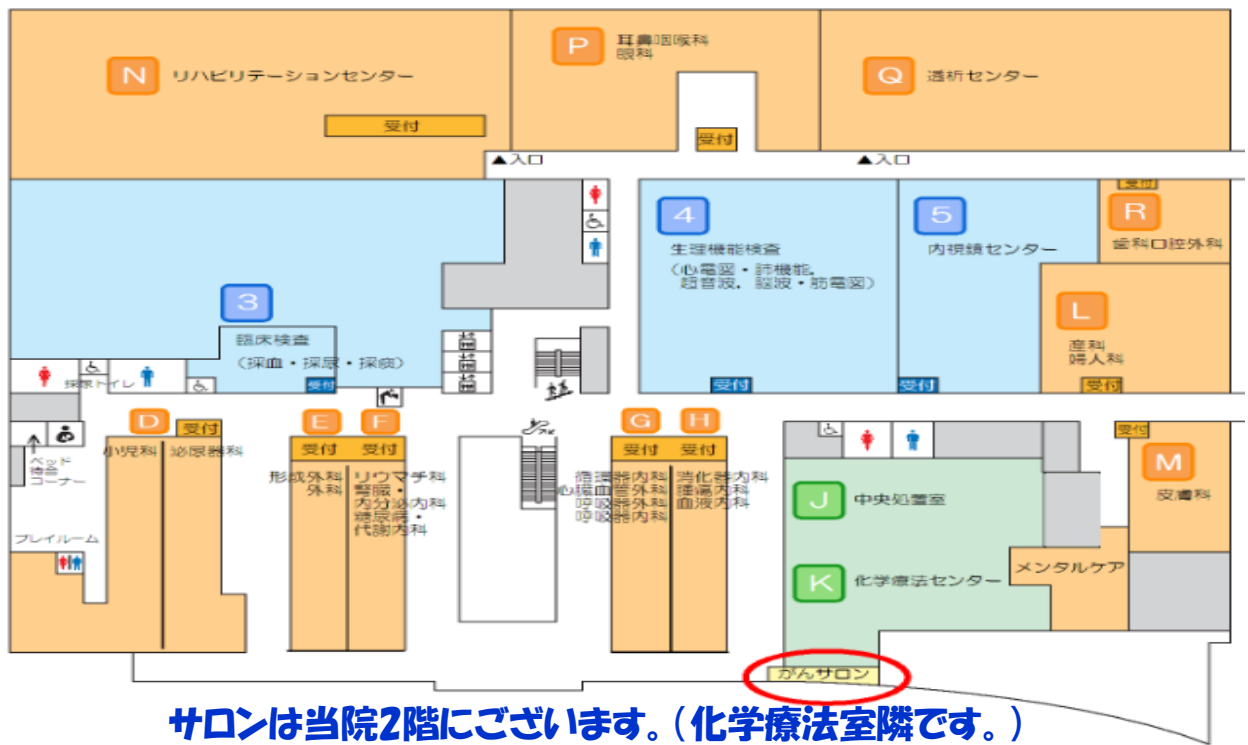 N リハビリテーションセンター
受付
P 耳鼻咽喉科
眼科
受付
Q 透析センター
▲入口
▲入口
3
臨床検査
(採血・採尿・採痰)
受付
採尿トイレ
4
生理機能検査
(心電図・肺機能,
超音波, 脳波・筋電図)
受付
5
内視鏡センター
受付
受付
R
歯科口腔外科
L
産科
婦人科
受付
D
小児科
受付
泌尿器科
E
受付
形成外科
外科
F
受付
リウマチ科
腎臓・
内分泌内科
糖尿病・
代謝内科
G
受付
循環器内科
心臓血管外科
呼吸器外科
呼吸器内科
H
受付
消化器内科
腫瘍内科
血液内科
ベッド
待合
コーナー
プレイルーム
J 中央処置室
K 化学療法センター
受付
M
皮膚科
メンタルケア
がんサロン
サロンは当院2階にございます。(化学療法室隣です。)